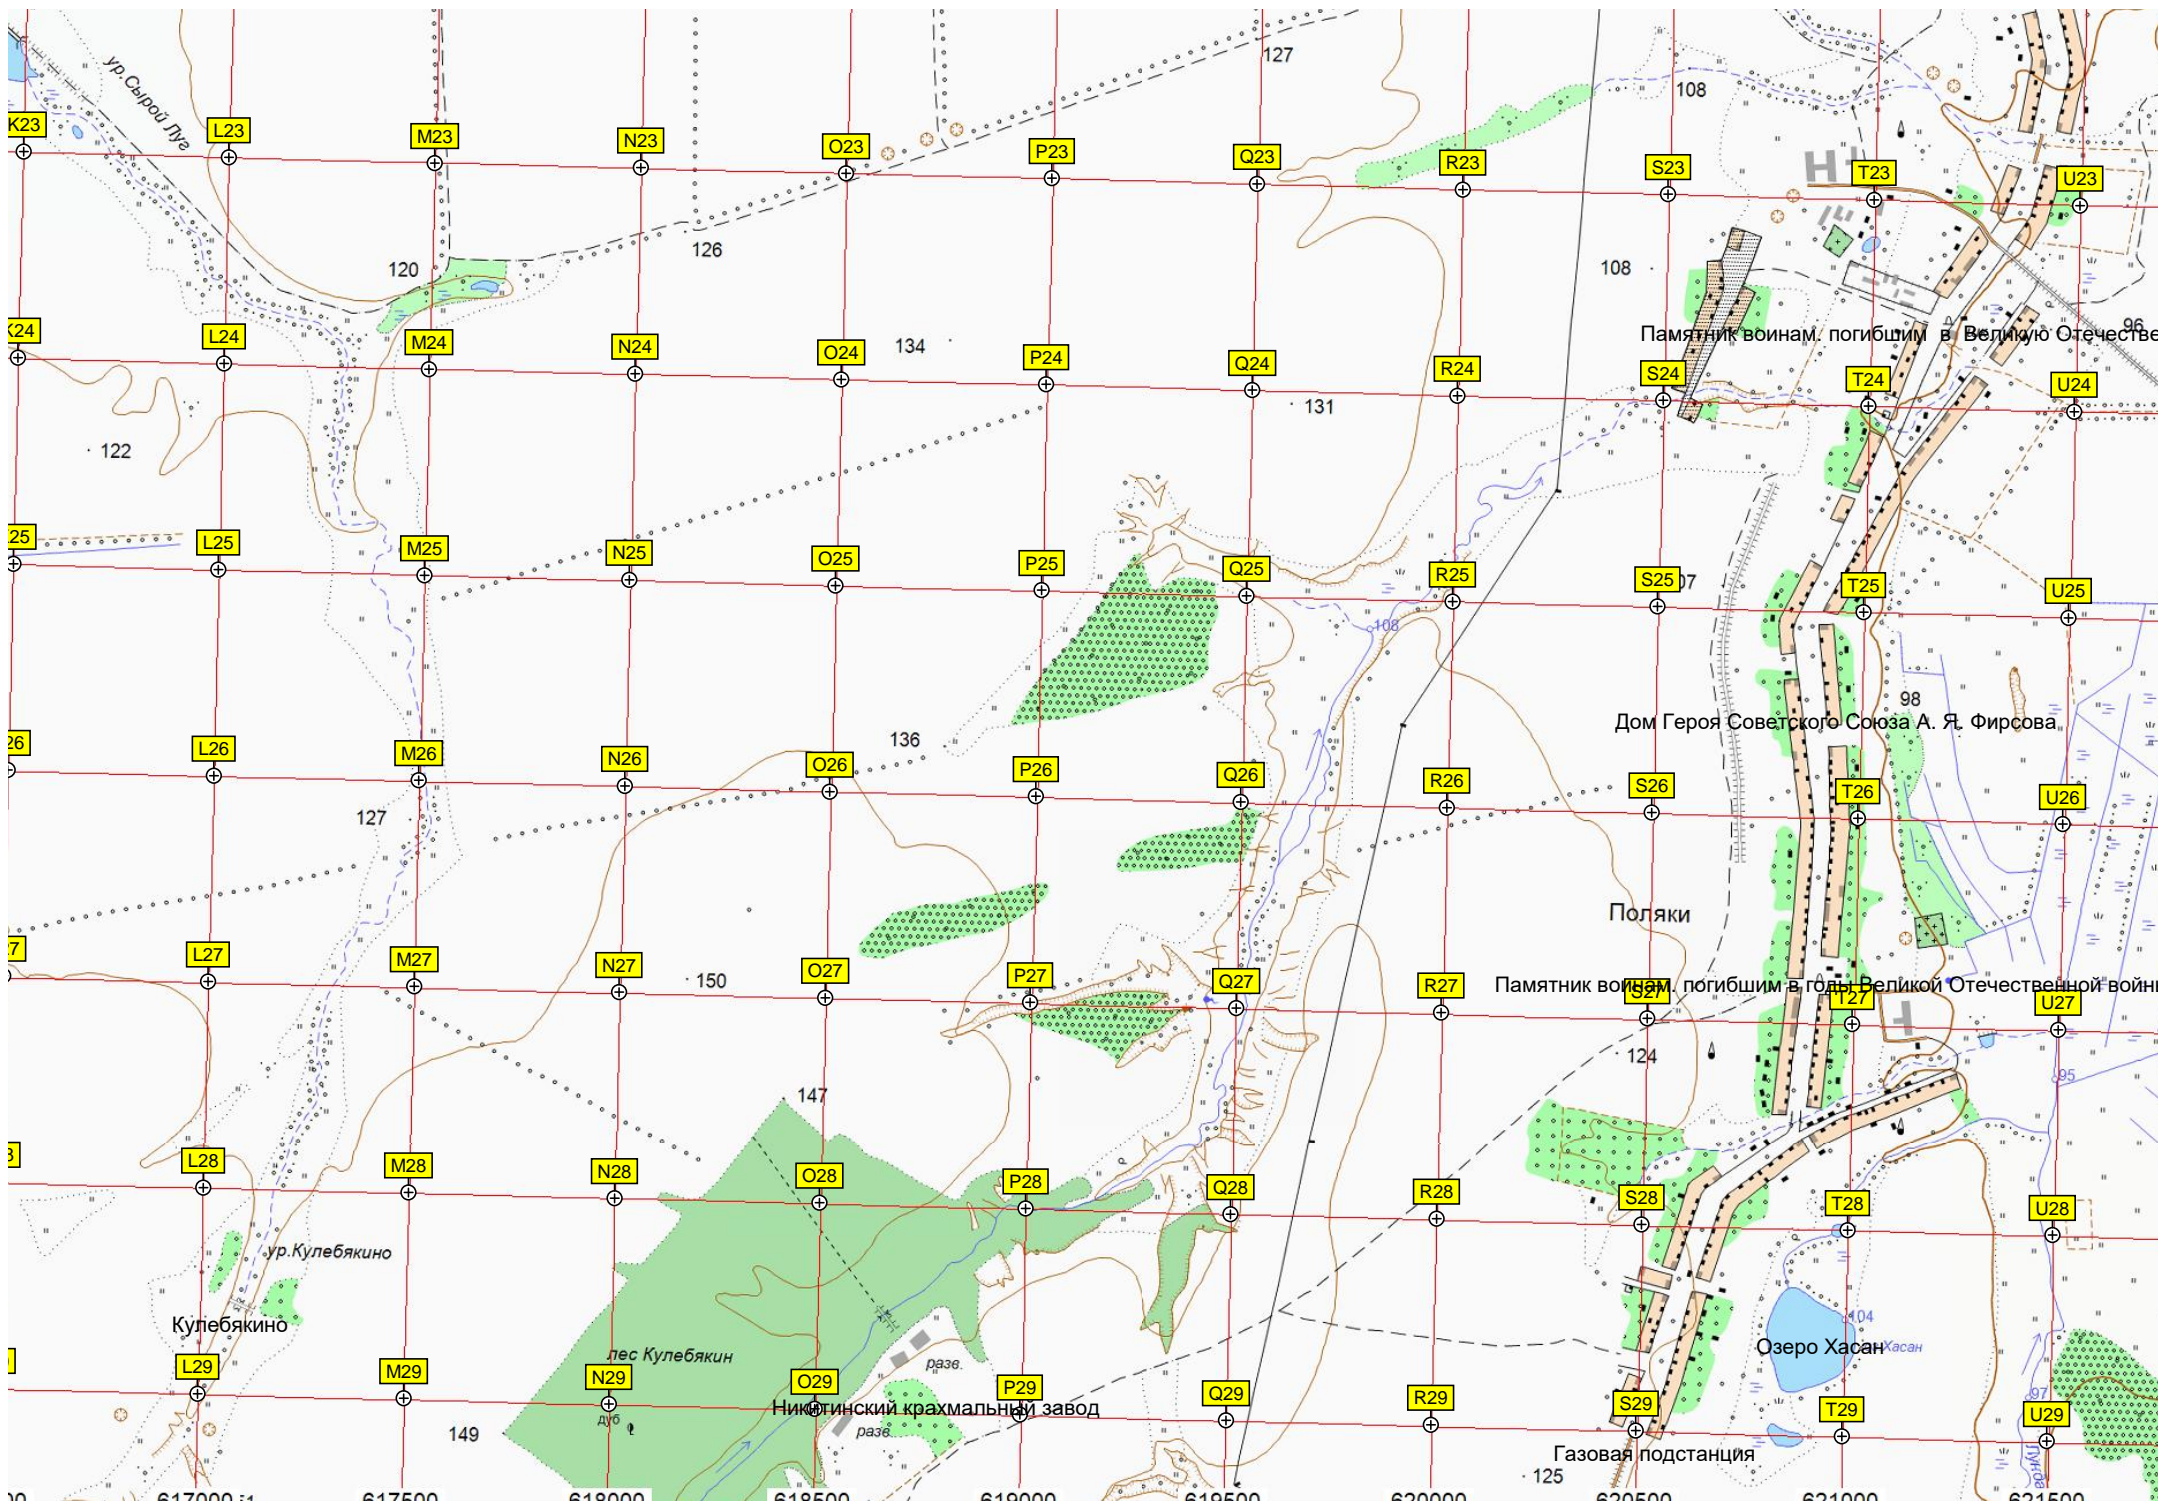 127
108
ур.Сырой Луг
K23 L23 M23 N23 O23 P23 Q23 R23 S23 T23 U23
120
126
108
134
Памятник воинам. погибшим в Великую Отечестве
96
K24 L24 M24 N24 O24 P24 Q24 R24 S24 T24 U24
131
122
25 L25 M25 N25 O25 P25 Q25 R25 S25 07 T25 U25
108
98
Дом Героя Советского Союза А. Я. Фирсова
136
26 L26 M26 N26 O26 P26 Q26 R26 S26 T26 U26
127
Поляки
7 L27 M27 N27 O27 P27 Q27 R27 S27 T27 U27
150
Памятник воинам. погибшим в годы Великой Отечественной войны
124
95
147
L28 M28 N28 O28 P28 Q28 R28 S28 T28 U28
ур.Кулебякино
Кулебякино
104
Озеро Хасан
Хасан
лес Кулебякин
разв.
97
L29 M29 N29 O29 P29 Q29 R29 S29 T29 U29
Никитинский крахмальный завод
дуб
разв.
149
Газовая подстанция
125
617000 617500 618000 618500 619000 619500 620000 620500 621000 621500